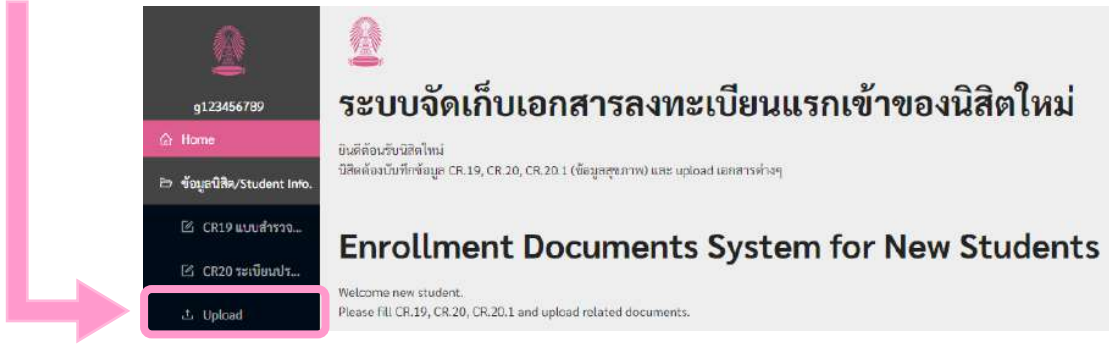 g123456789
Home
ข้อมูลนิสิต/Student Info.
CR19 แบบสำรวจ...
CR20 ระเบียนปร...
Upload
ระบบจัดเก็บเอกสารลงทะเบียนแรกเข้าของนิสิตใหม่
ยินดีต้อนรับนิสิตใหม่
นิสิตต้องบันทึกข้อมูล CR.19, CR.20, CR.20.1 (ข้อมูลสุขภาพ) และ upload เอกสารต่างๆ
Enrollment Documents System for New Students
Welcome new student.
Please fill CR.19, CR.20, CR.20.1 and upload related documents.